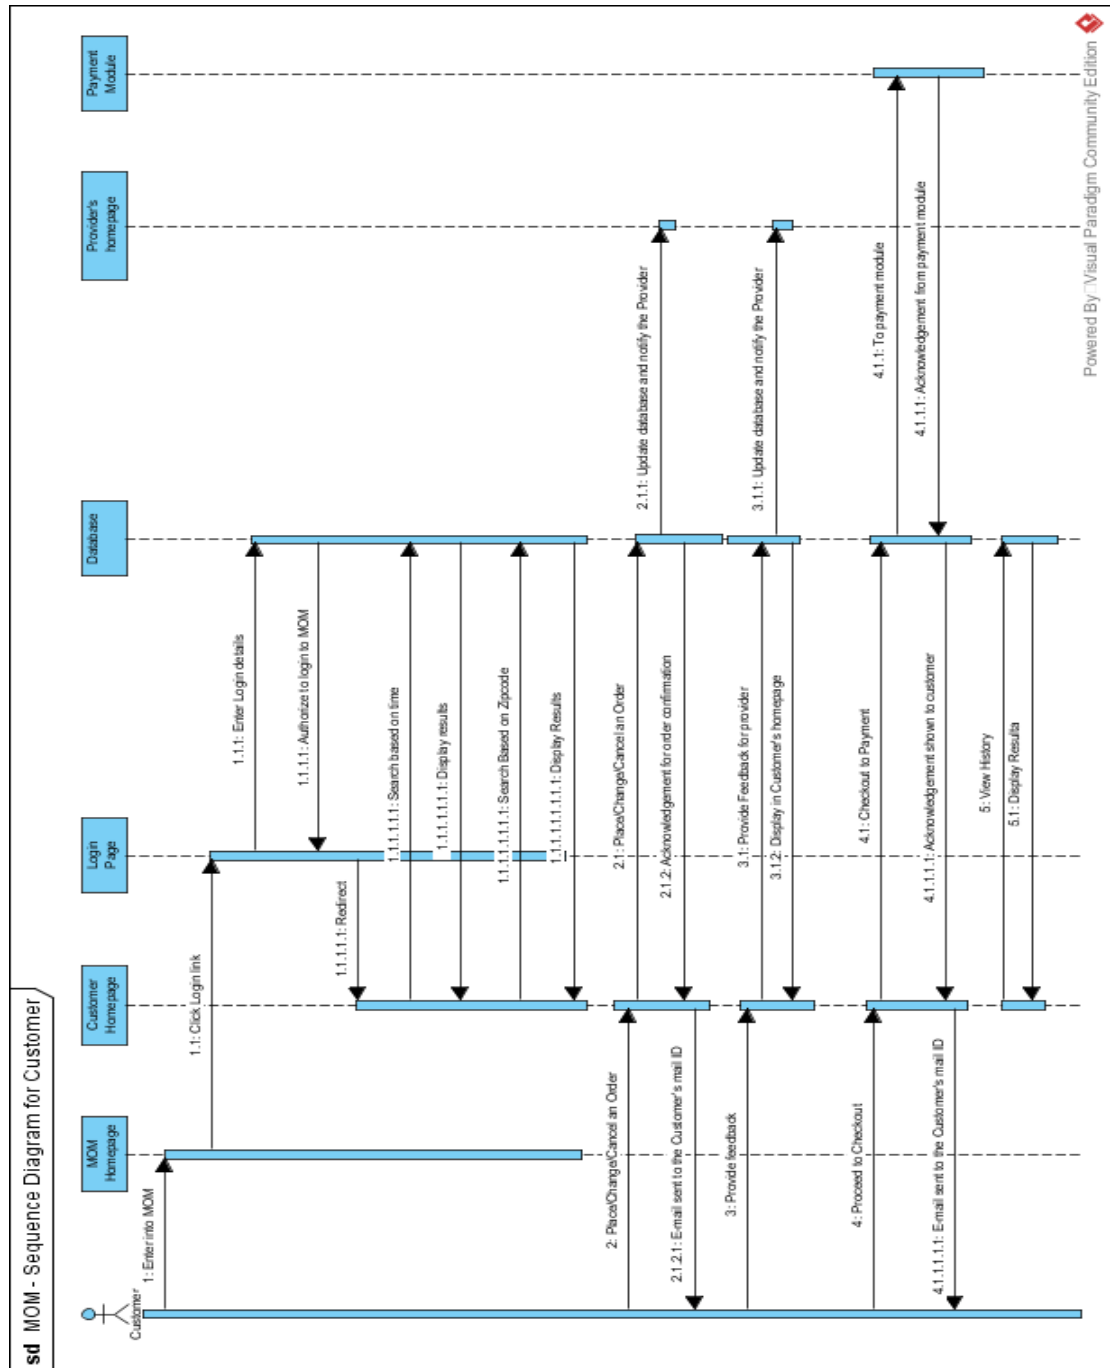 sd MOM - Sequence Diagram for Customer
Customer
MOM
Homepage
Customer
Homepage
Login
Page
Database
Provider's
homepage
Payment
Module
1: Enter into MOM
1.1: Click Login link
1.1.1: Enter Login details
1.1.1.1: Authorize to login to MOM
1.1.1.1.1: Redirect
1.1.1.1.1.1: Search based on time
1.1.1.1.1.1.1: Display results
1.1.1.1.1.1.1.1: Search Based on Zipcode
1.1.1.1.1.1.1.1.1: Display Results
2: Place/Change/Cancel an Order
2.1: Place/Change/Cancel an Order
2.1.1: Update database and notify the Provider
2.1.2: Acknowledgement for order confirmation
2.1.2.1: E-mail sent to the Customer's mail ID
3: Provide feedback
3.1: Provide Feedback for provider
3.1.1: Update database and notify the Provider
3.1.2: Display in Customer's homepage
4: Proceed to Checkout
4.1: Checkout to Payment
4.1.1: To payment module
4.1.1.1: Acknowledgement from payment module
4.1.1.1.1: Acknowledgement shown to customer
4.1.1.1.1.1: E-mail sent to the Customer's mail ID
5: View History
5.1: Display Results
Powered By Visual Paradigm Community Edition